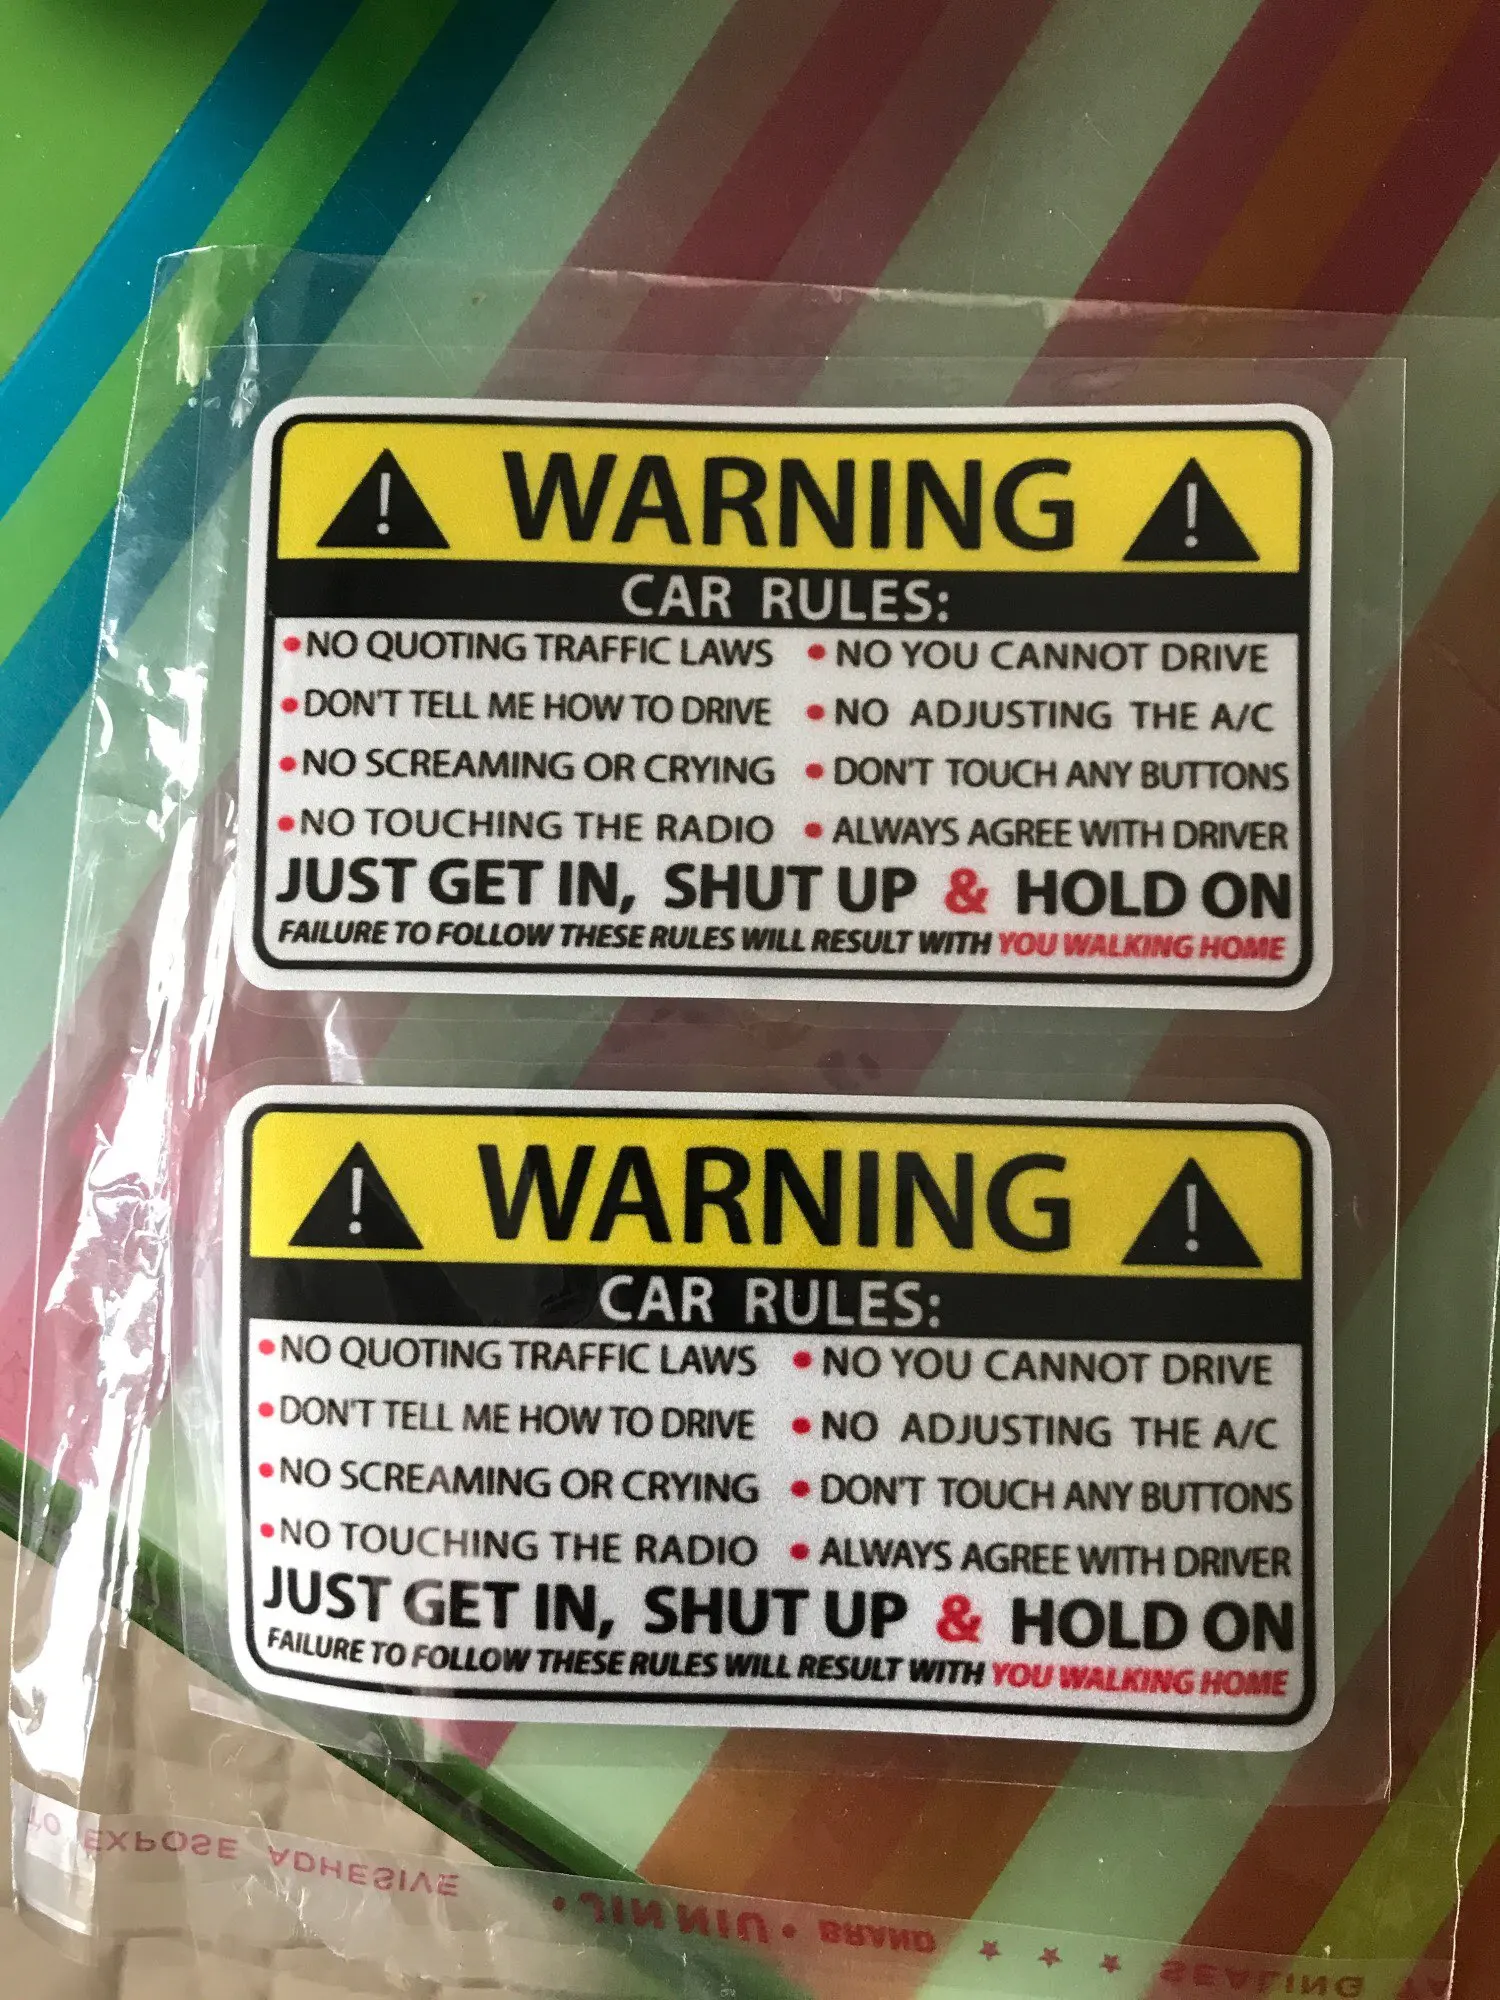 WARNING
CAR RULES:
• NO QUOTING TRAFFIC LAWS • NO YOU CANNOT DRIVE
• DON'T TELL ME HOW TO DRIVE • NO ADJUSTING THE A/C
• NO SCREAMING OR CRYING • DON'T TOUCH ANY BUTTONS
• NO TOUCHING THE RADIO • ALWAYS AGREE WITH DRIVER
JUST GET IN, SHUT UP & HOLD ON
FAILURE TO FOLLOW THESE RULES WILL RESULT WITH YOU WALKING HOME
WARNING
CAR RULES:
• NO QUOTING TRAFFIC LAWS • NO YOU CANNOT DRIVE
• DON'T TELL ME HOW TO DRIVE • NO ADJUSTING THE A/C
• NO SCREAMING OR CRYING • DON'T TOUCH ANY BUTTONS
• NO TOUCHING THE RADIO • ALWAYS AGREE WITH DRIVER
JUST GET IN, SHUT UP & HOLD ON
FAILURE TO FOLLOW THESE RULES WILL RESULT WITH YOU WALKING HOME
TO EXPOSE ADHESIVE • JIN NIU • BRAND ★ ★ ★ SEALING